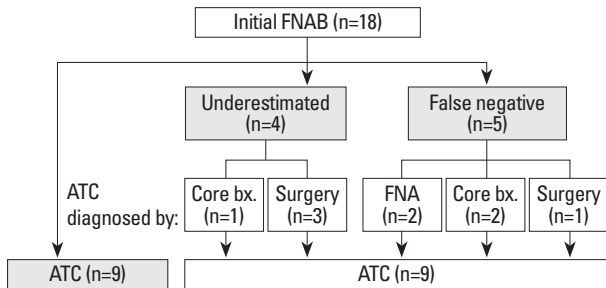 Initial FNAB (n=18)
Underestimated
(n=4)
False negative
(n=5)
ATC
diagnosed by:
Core bx.
(n=1)
Surgery
(n=3)
FNA
(n=2)
Core bx.
(n=2)
Surgery
(n=1)
ATC (n=9)
ATC (n=9)